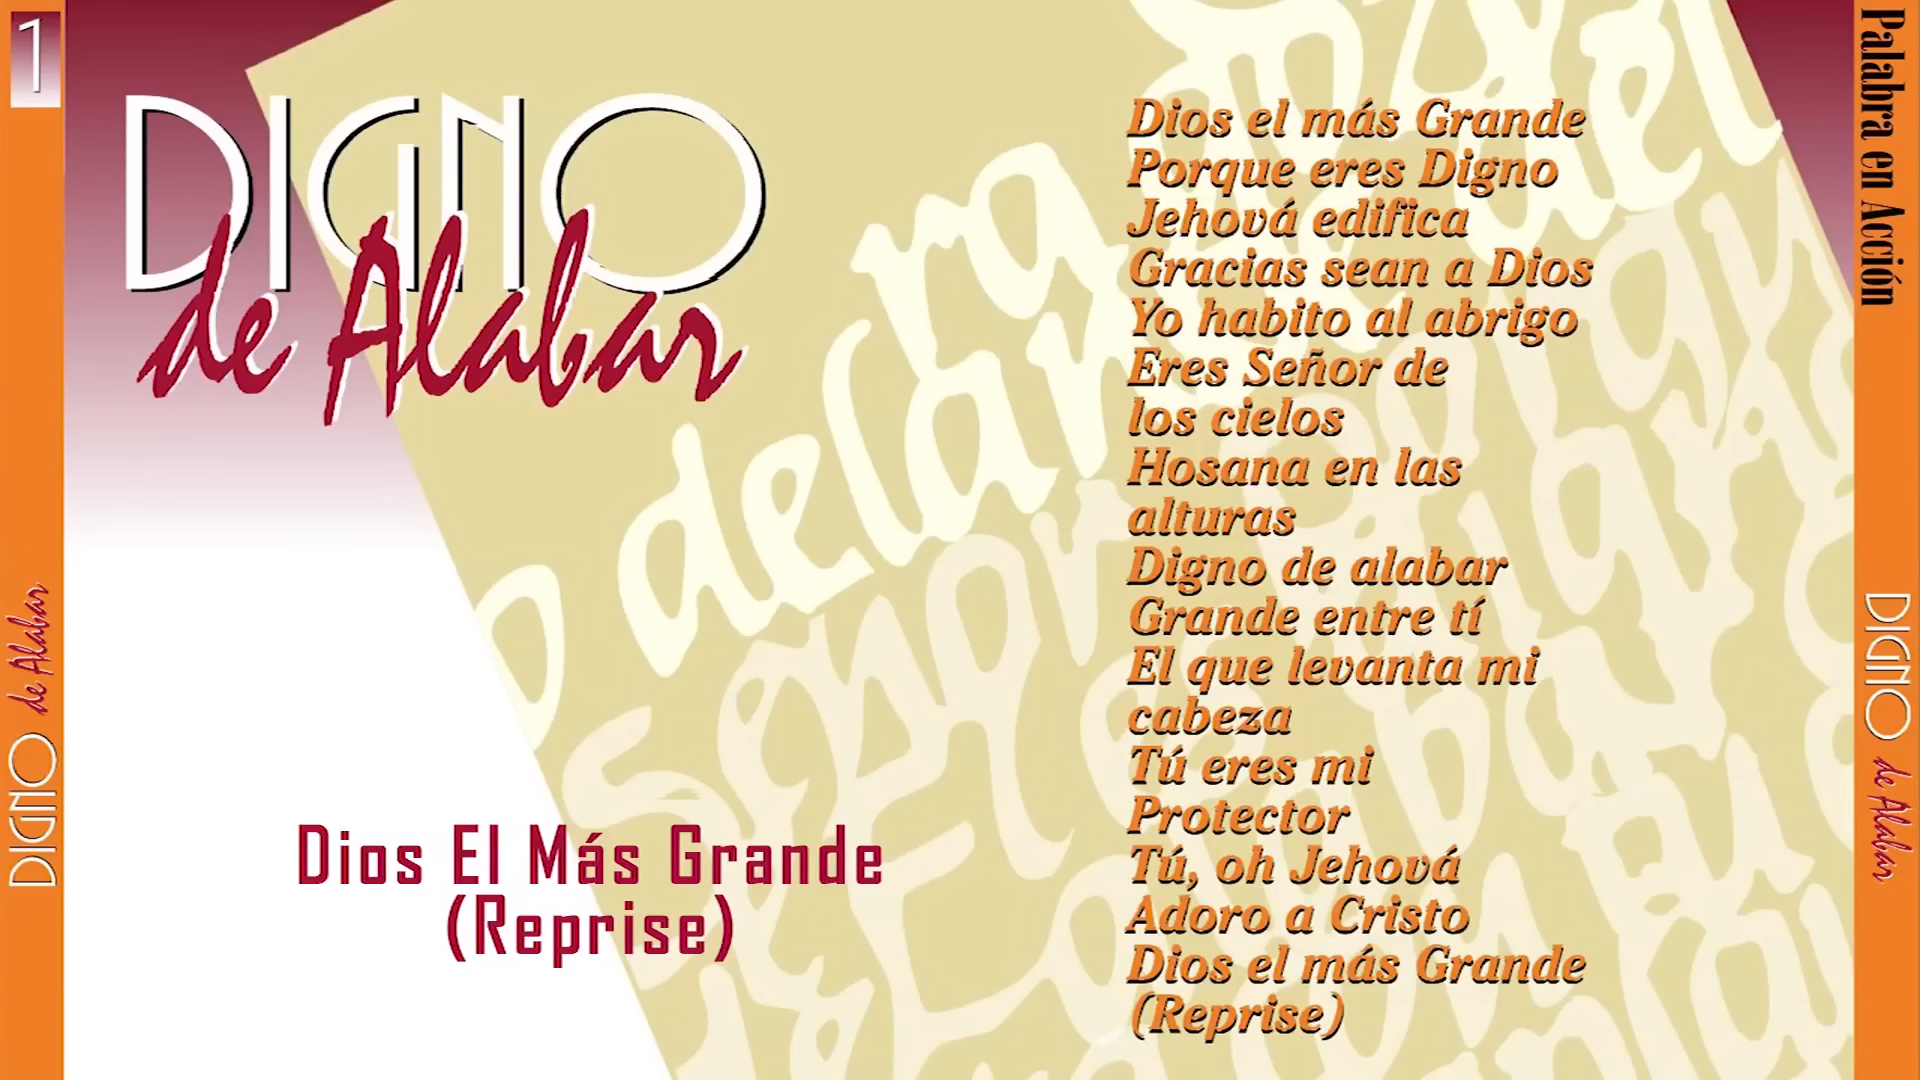 1
DIGNO
de Alabar
DIGNO de Alabar
Dios El Más Grande
(Reprise)
Dios el más Grande
Porque eres Digno
Jehová edifica
Gracias sean a Dios
Yo habito al abrigo
Eres Señor de
los cielos
Hosana en las
alturas
Digno de alabar
Grande entre tí
El que levanta mi
cabeza
Tú eres mi
Protector
Tú, oh Jehová
Adoro a Cristo
Dios el más Grande
(Reprise)
Palabra en Acción
DIGNO de Alabar